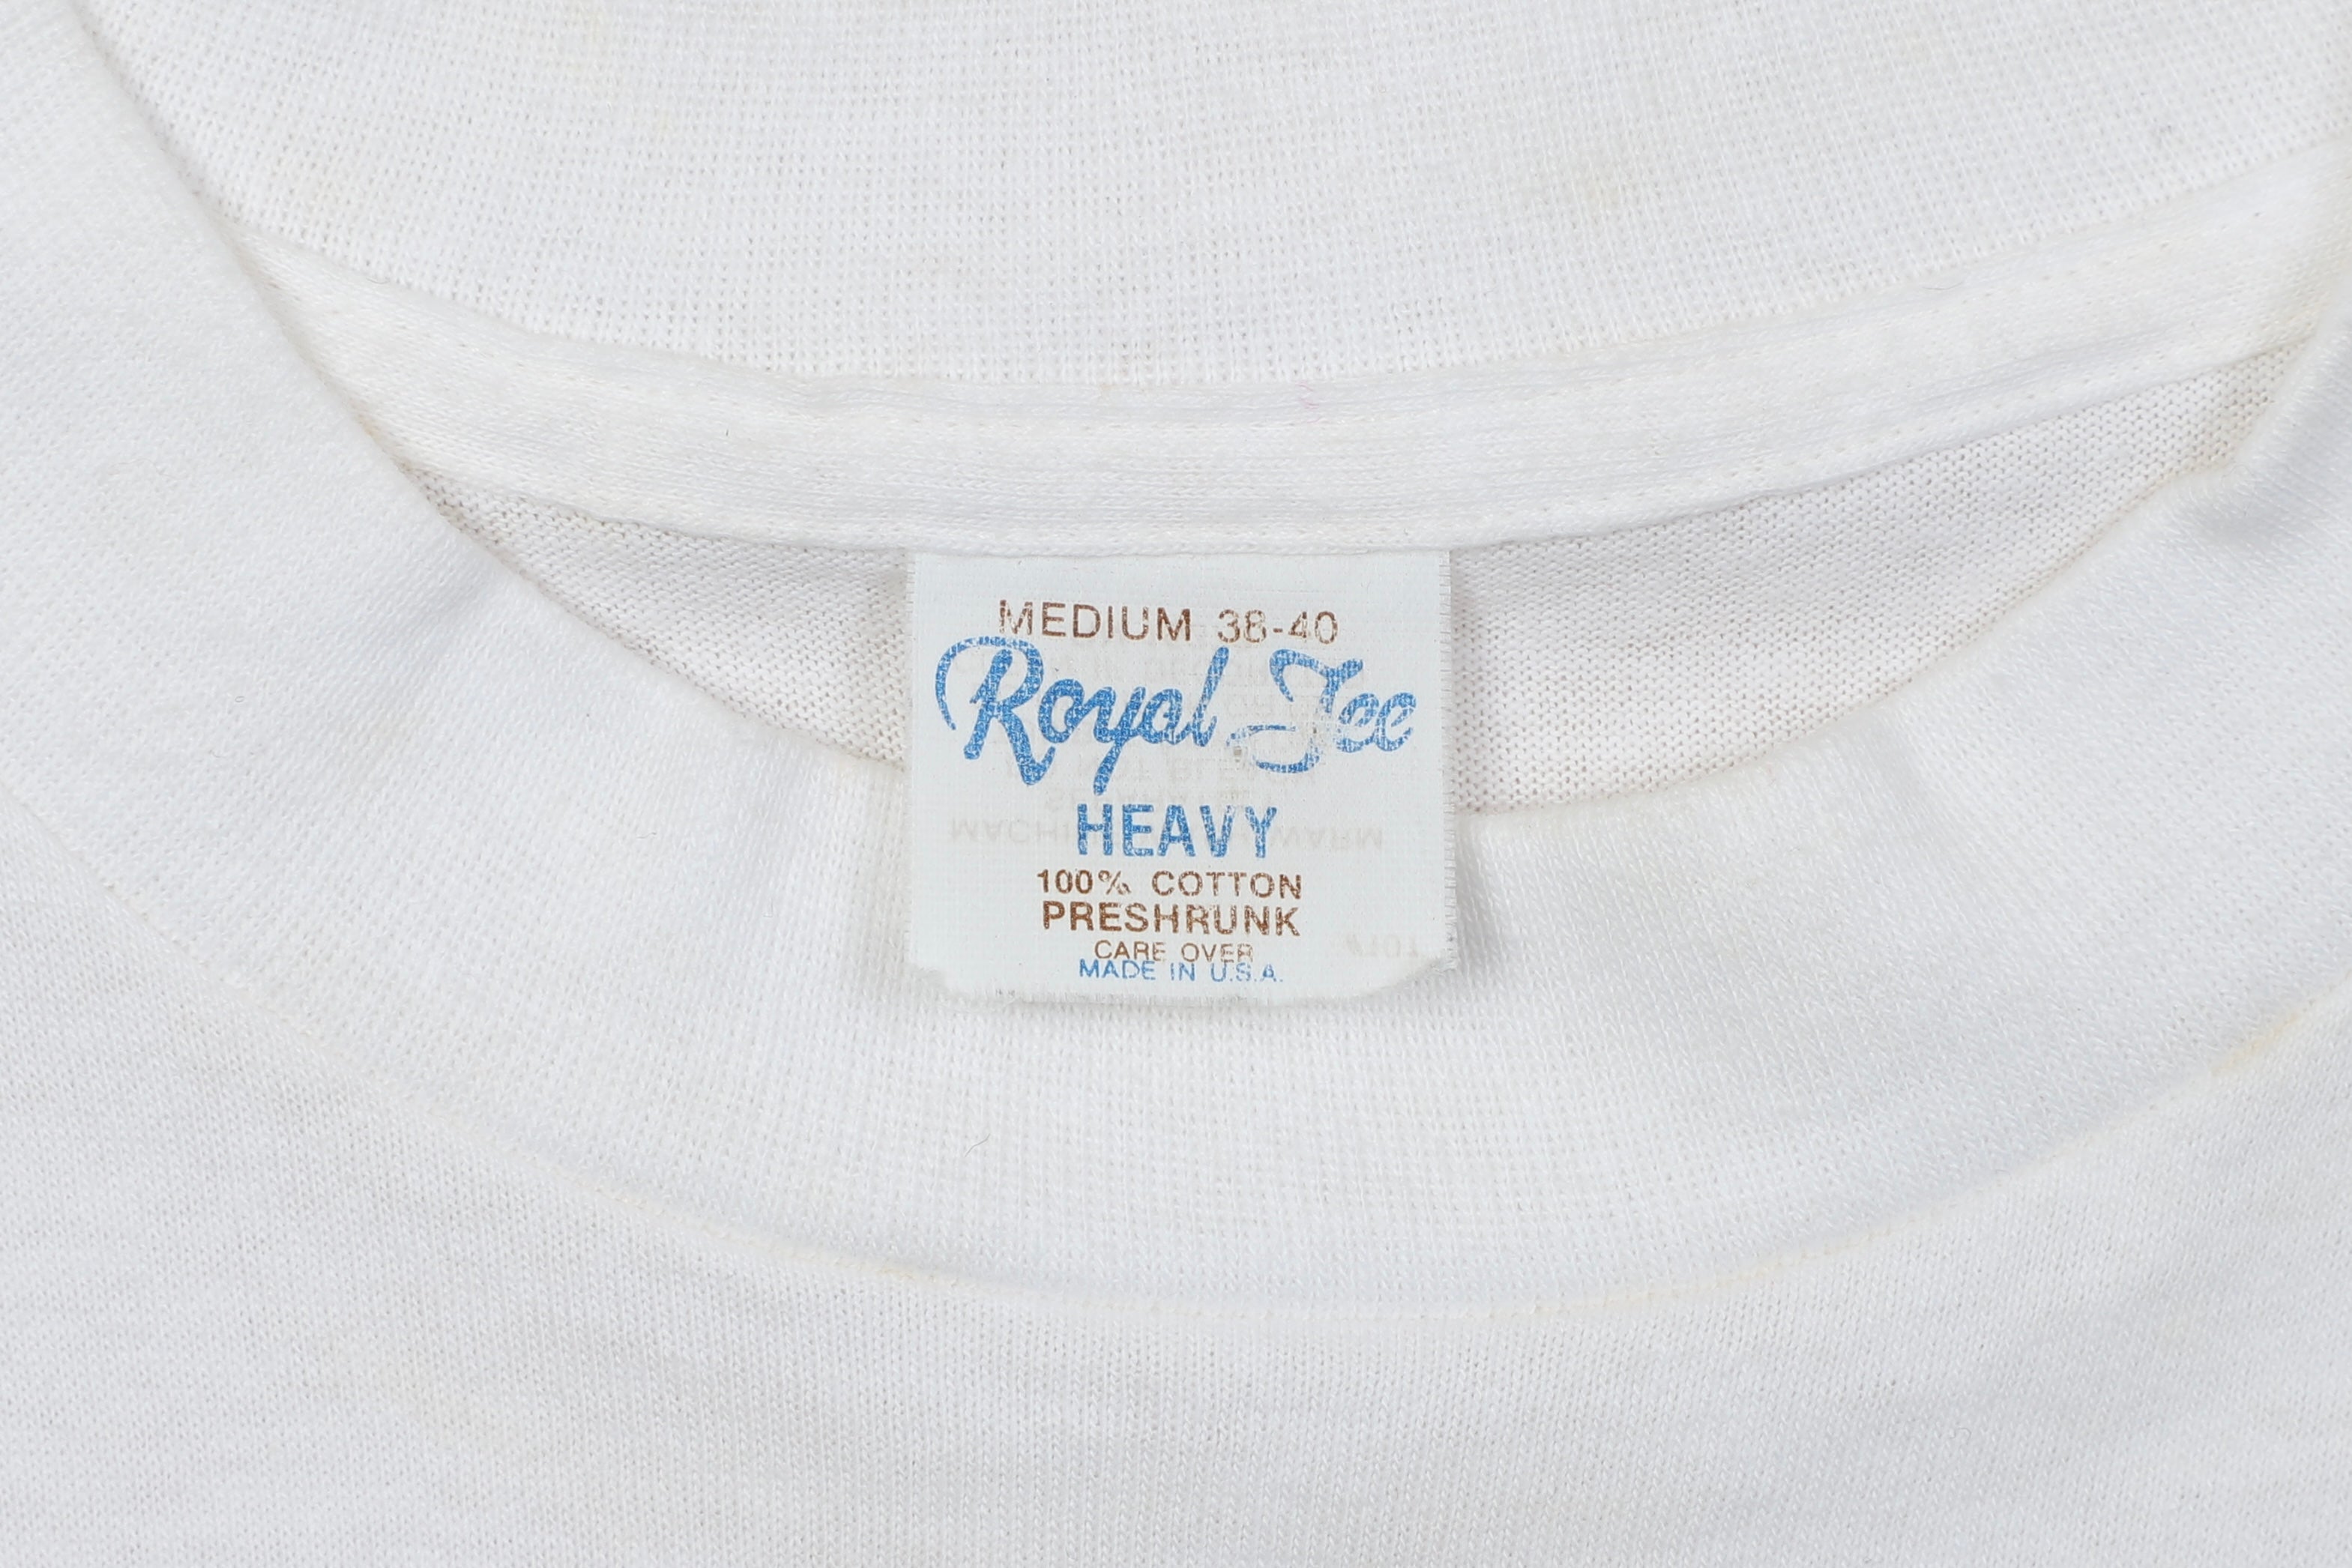 MEDIUM 38-40
Royal Tee
HEAVY
100% COTTON
PRESHRUNK
CARE OVER
MADE IN U.S.A.